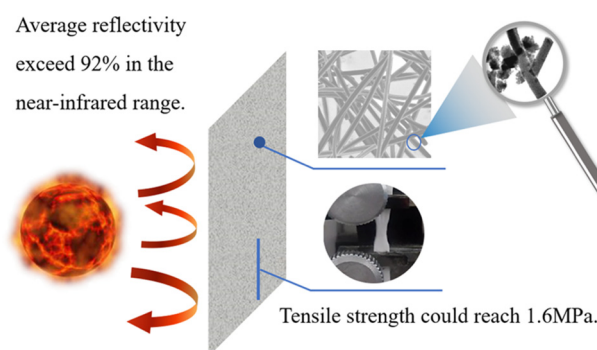 Average reflectivity
exceed 92% in the
near-infrared range.
Tensile strength could reach 1.6MPa.